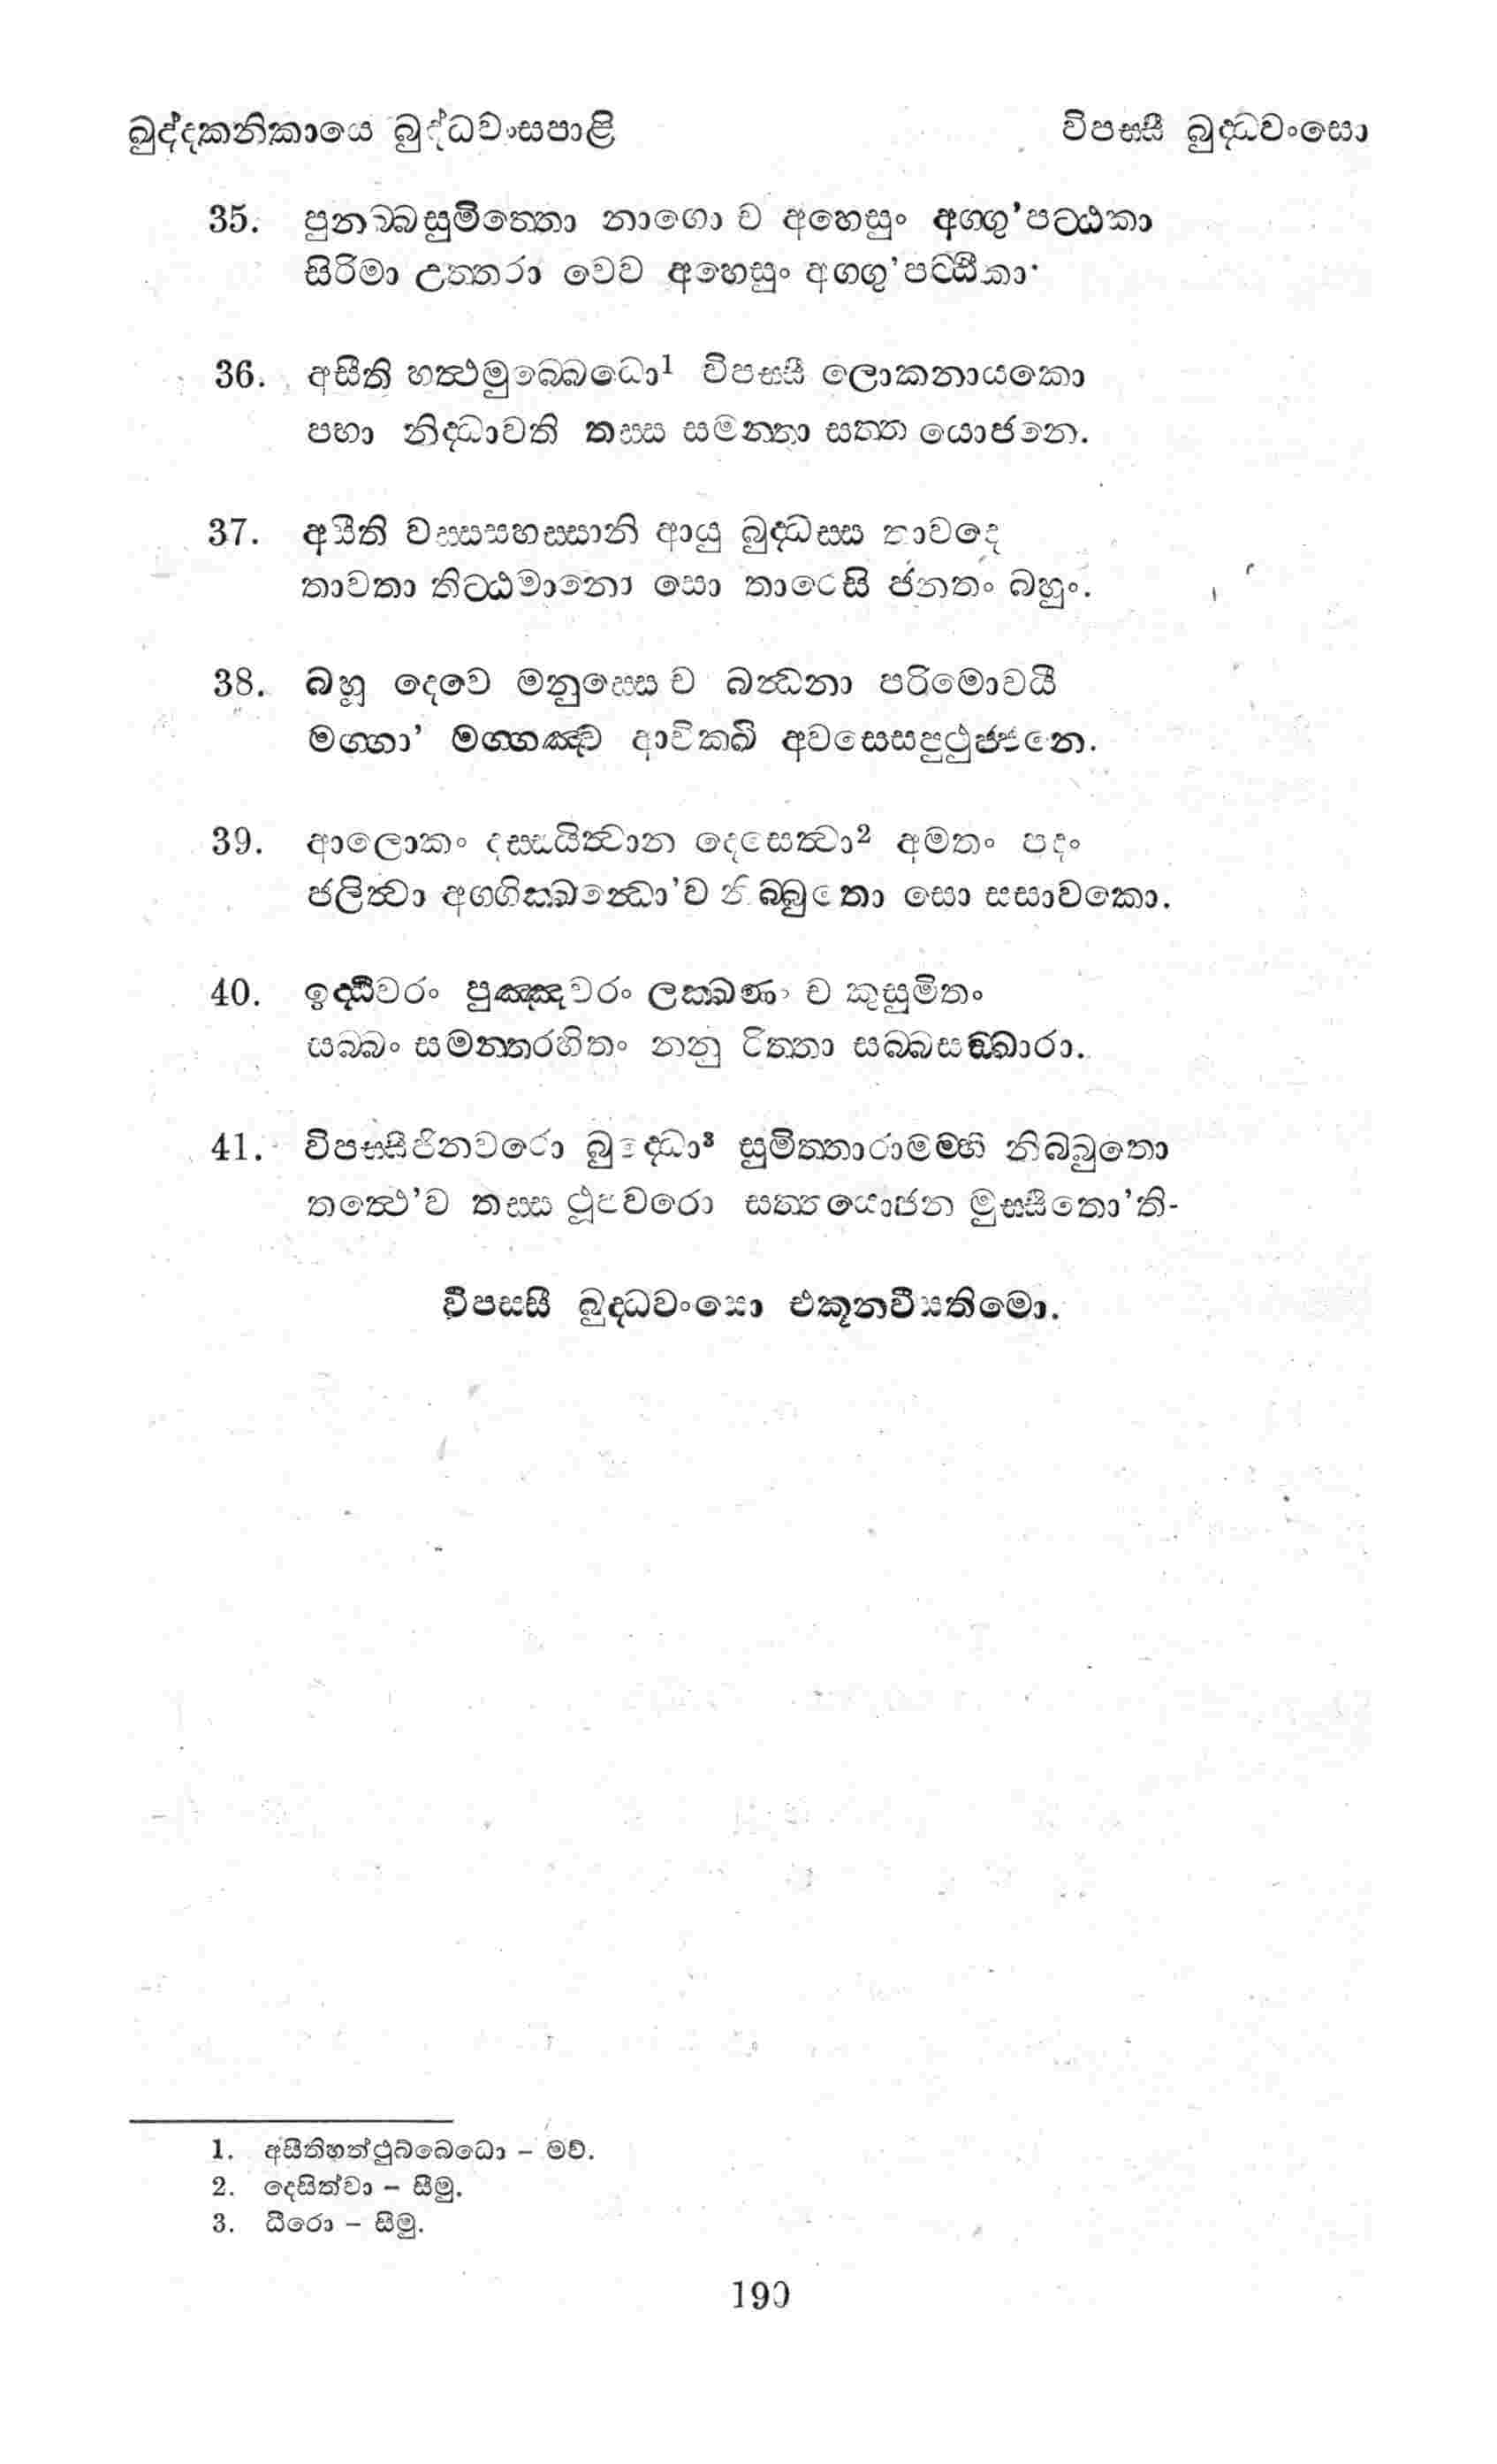 ඛුද්දකනිකායෙ බුද්ධවංසපාළි
විපස්සී බුද්ධවංසො
35. පුනබ්බසුමිත්තො නාගො ච අහෙසුං අග්ගු'පට්ඨකා
සිරිමා උත්තරා චෙව අහෙසුං අග්ගු'පට්ඨිකා·
36. අසීති හත්ථමුබ්බෙධො1 විපස්සී ලොකනායකො
පභා නිද්ධාවති තස්ස සමන්තා සත්ත යොජනෙ.
37. අසීති වස්සසහස්සානි ආයු බුද්ධස්ස තාවදෙ
තාවතා තිට්ඨමානො සො තාරෙසි ජනතං බහුං.
38. බහූ දෙවෙ මනුස්සෙ ච බන්ධනා පරිමොචයී
මග්ගා' මග්ගඤ්ච ආචික්ඛි අවසෙසපුථුජ්ජනෙ.
39. ආලොකං දස්සයිත්වාන දෙසෙත්වා2 අමතං පදං
ජලිත්වා අග්ගික්ඛන්ධො'ව නිබ්බුතො සො සසාවකො.
40. ඉද්ධිවරං පුඤ්ඤවරං ලක්ඛණං ච කුසුමිතං
සබ්බං සමන්තරහිතං නනු රිත්තා සබ්බසඞ්ඛාරා.
41. විපස්සීජිනවරො බුද්ධො3 සුමිත්තාරාමම්හි නිබ්බුතො
තත්ථෙ'ව තස්ස ථූපවරො සත්තයොජන මුස්සිතො'ති-
විපස්සී බුද්ධවංසො එකූනවීසතිමො.
1. අසීතිහත්ථුබ්බෙධො – මව්.
2. දෙසිත්වා – සීමු.
3. ධීරො – සීමු.
190